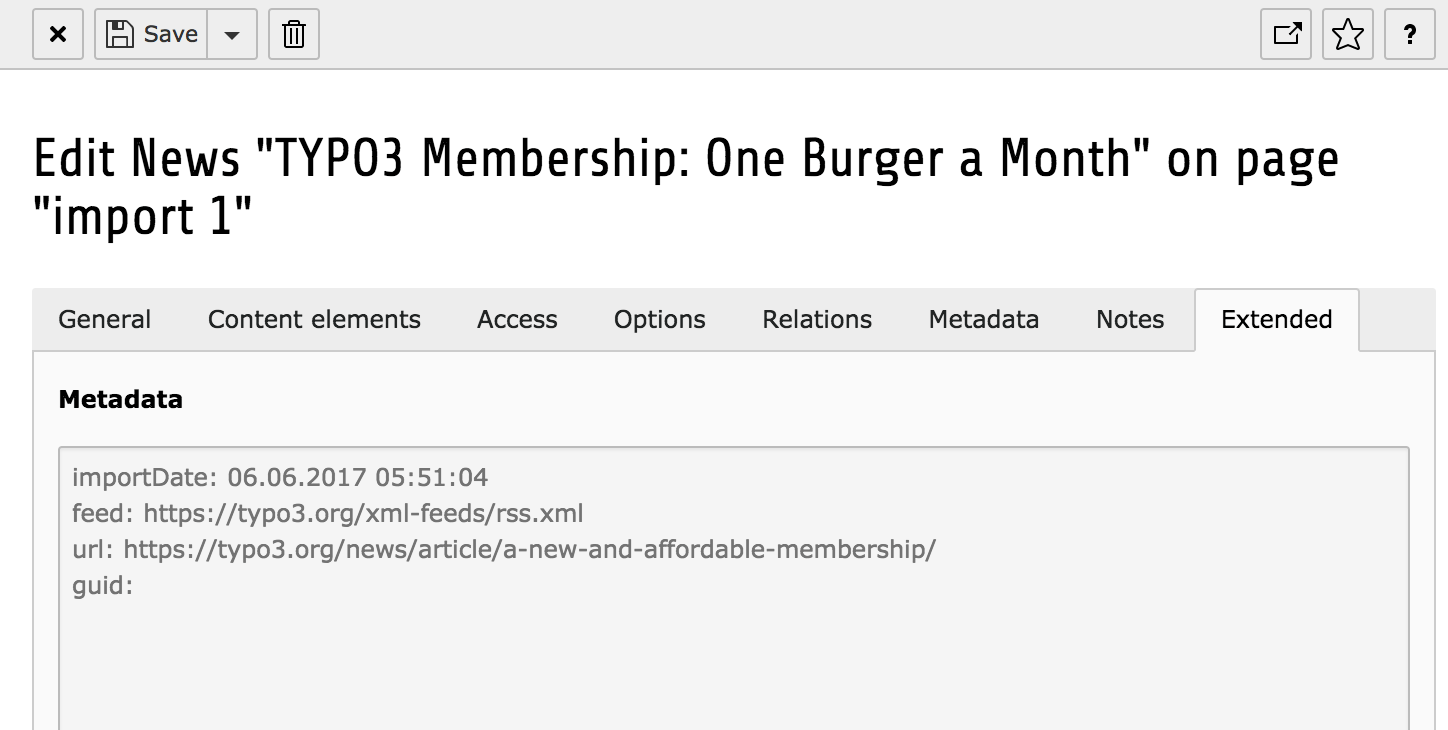 Save
?
Edit News "TYPO3 Membership: One Burger a Month" on page
"import 1"
General Content elements Access Options Relations Metadata Notes Extended
Metadata
importDate: 06.06.2017 05:51:04
feed: https://typo3.org/xml-feeds/rss.xml
url: https://typo3.org/news/article/a-new-and-affordable-membership/
guid: